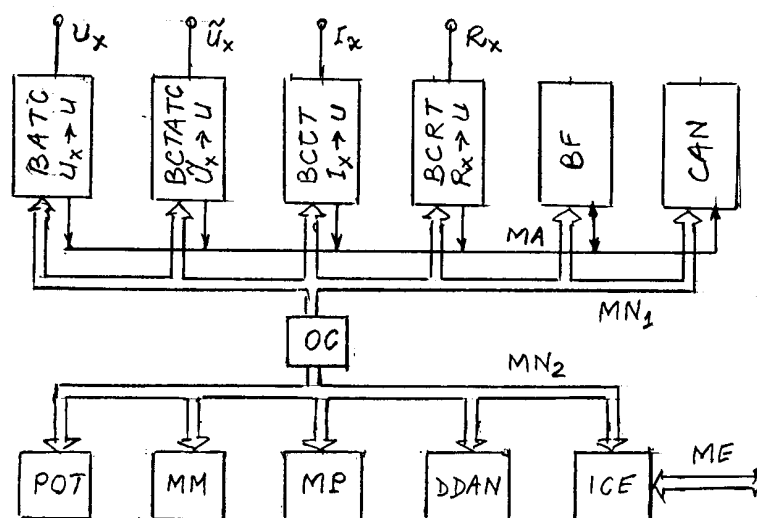 Uₓ
Ũₓ
Iₓ
Rₓ
BATC
Uₓ→U
BCTATC
Ũₓ→U
BCCT
Iₓ→U
BCRT
Rₓ→U
BF
CAN
MA
MN₁
OC
MN₂
POT
MM
MP
DDAN
ICE
ME